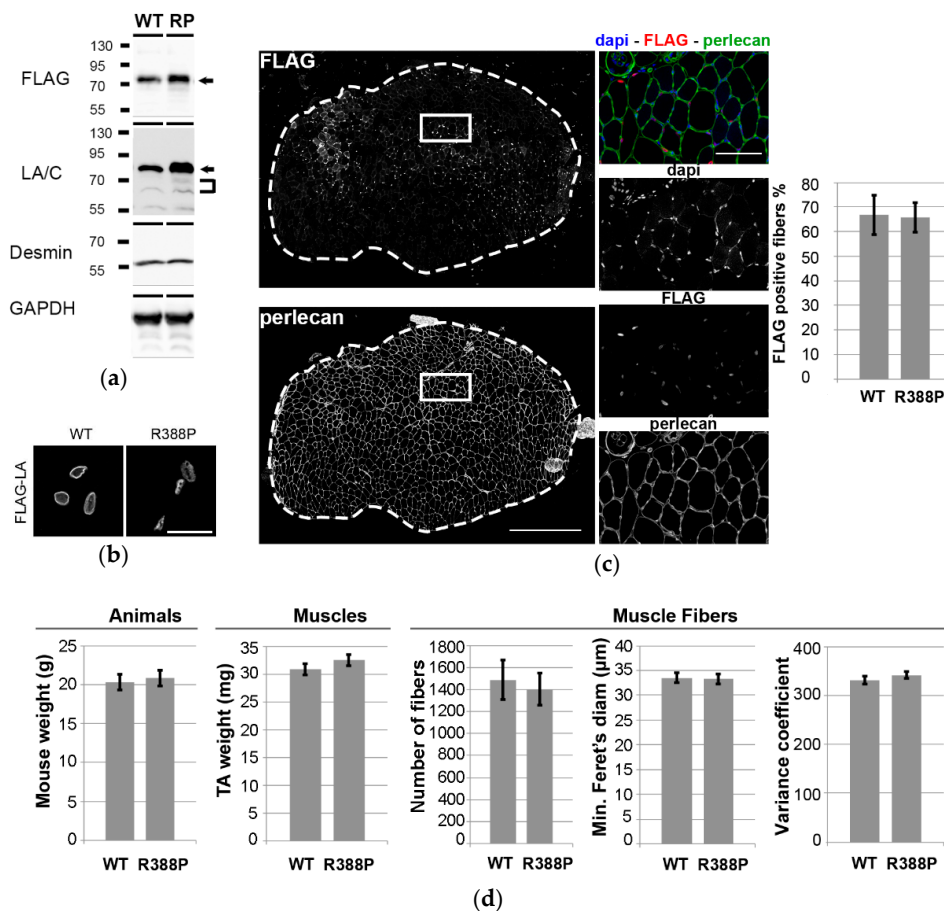 WT RP
130
95
FLAG
70
55
130
95
LA/C
70
55
70
Desmin
55
GAPDH
(a)
WT R388P
FLAG-LA
(b)
dapi - FLAG - perlecan
FLAG
dapi
FLAG
perlecan
perlecan
(c)
FLAG positive fibers %
80
70
60
50
40
30
20
10
0
WT R388P
Animals
Mouse weight (g)
25
20
15
10
5
0
WT R388P
Muscles
TA weight (mg)
35
30
25
20
15
10
5
0
WT R388P
Muscle Fibers
Number of fibers
1800
1600
1400
1200
1000
800
600
400
200
0
WT R388P
Min. Feret's diam (µm)
40
35
30
25
20
15
10
5
0
WT R388P
Variance coefficient
400
300
200
100
0
WT R388P
(d)